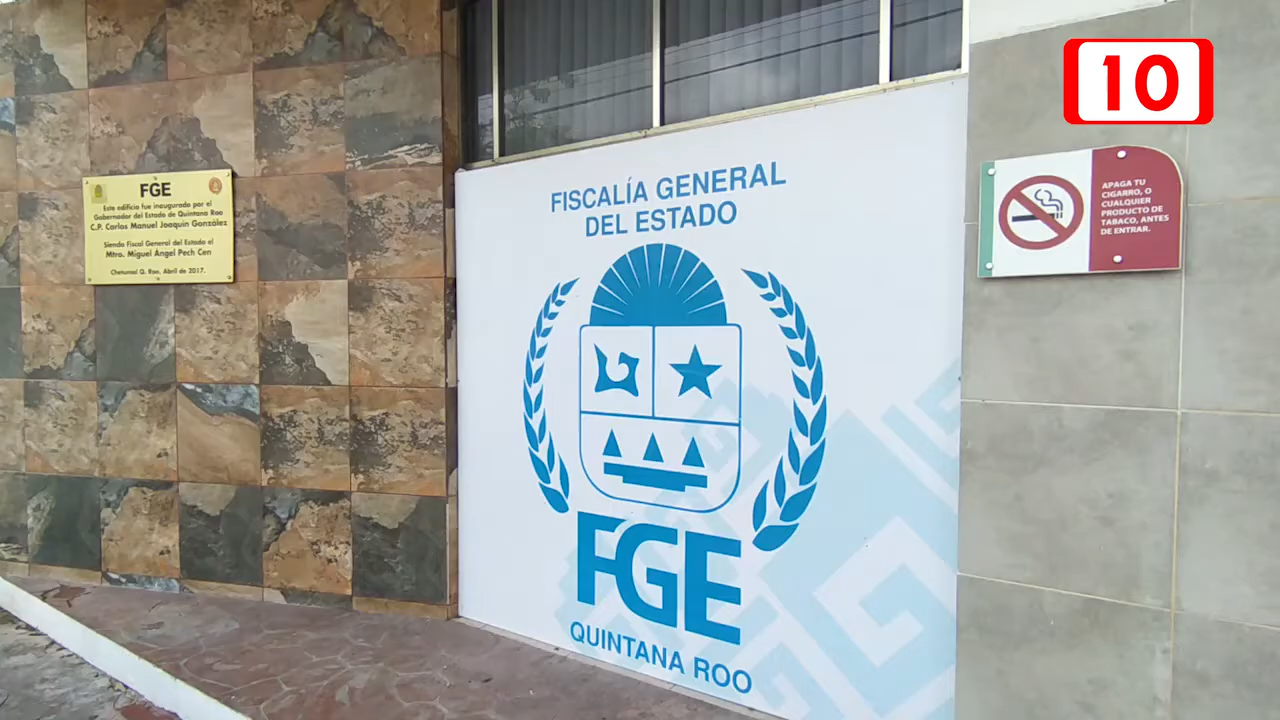 FGE
Este edificio fue inaugurado por el
Gobernador del Estado de Quintana Roo
C.P. Carlos Manuel Joaquín González
Siendo Fiscal General del Estado el
Mtro. Miguel Angel Pech Cen
Chetumal Q. Roo, Abril de 2017.
FISCALÍA GENERAL
DEL ESTADO
FGE
QUINTANA ROO
10
APAGA TU
CIGARRO, O
CUALQUIER
PRODUCTO DE
TABACO, ANTES
DE ENTRAR.